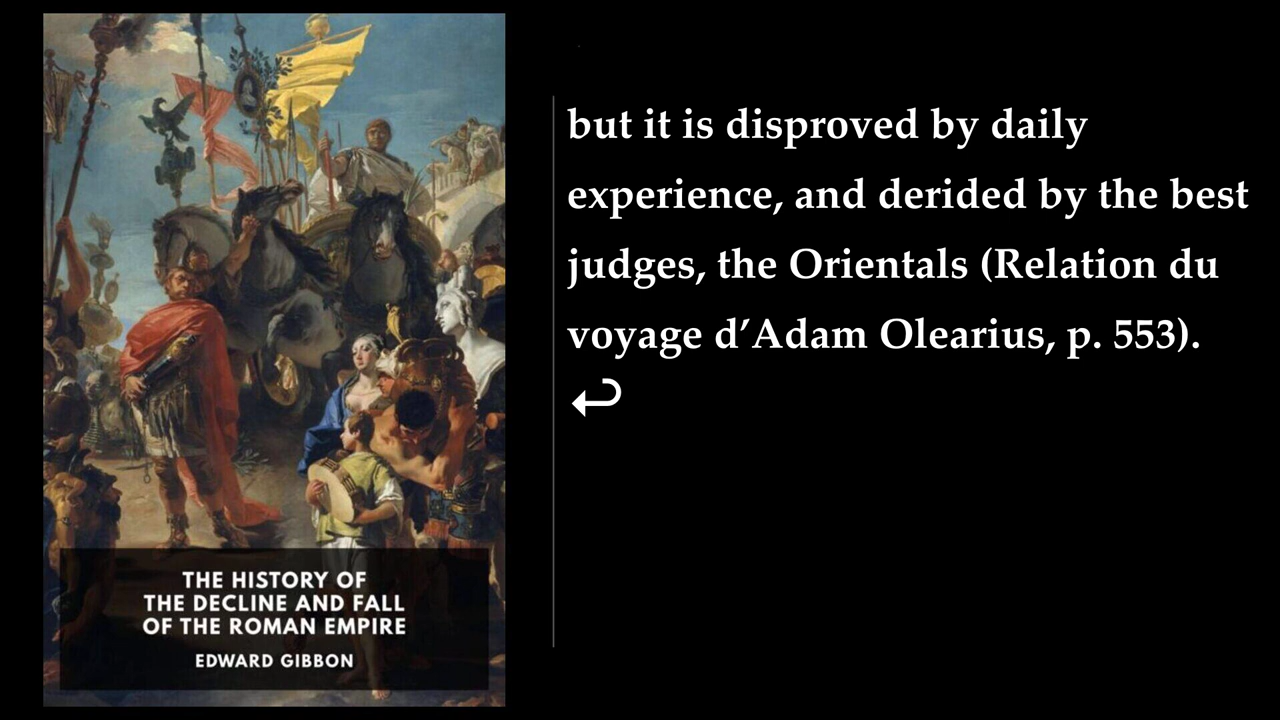 THE HISTORY OF
THE DECLINE AND FALL
OF THE ROMAN EMPIRE
EDWARD GIBBON
but it is disproved by daily
experience, and derided by the best
judges, the Orientals (Relation du
voyage d’Adam Olearius, p. 553).
↩